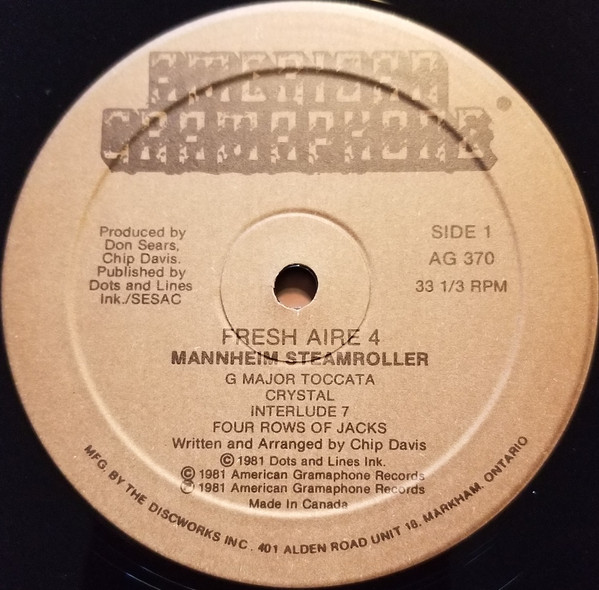 AMERICAN
GRAMAPHONE
Produced by
Don Sears,
Chip Davis.
Published by
Dots and Lines
Ink./SESAC
SIDE 1
AG 370
33 1/3 RPM
FRESH AIRE 4
MANNHEIM STEAMROLLER
G MAJOR TOCCATA
CRYSTAL
INTERLUDE 7
FOUR ROWS OF JACKS
Written and Arranged by Chip Davis
© 1981 Dots and Lines Ink.
© 1981 American Gramaphone Records
℗ 1981 American Gramaphone Records
Made In Canada
MFG. BY THE DISCWORKS INC. 401 ALDEN ROAD UNIT 18, MARKHAM, ONTARIO